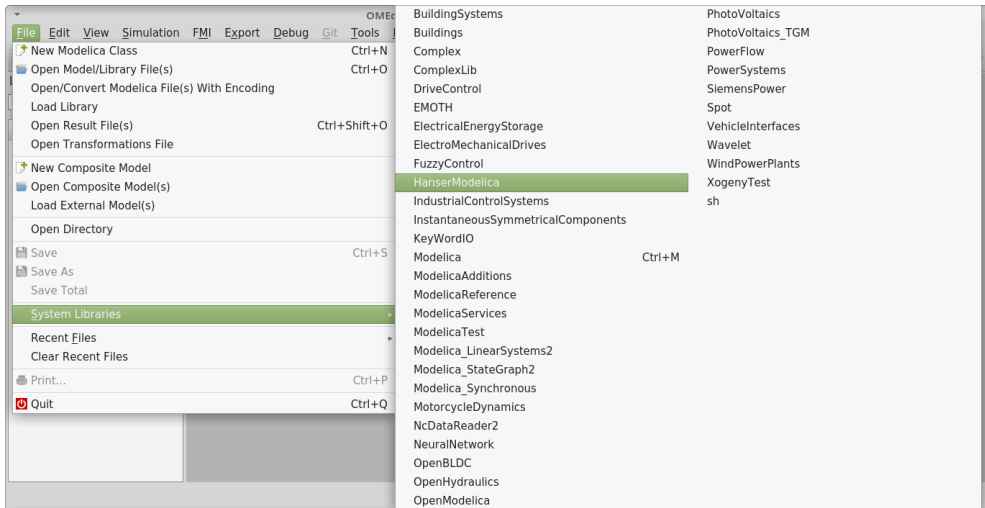 OMEd
File Edit View Simulation FMI Export Debug Git Tools
New Modelica Class Ctrl+N
Open Model/Library File(s) Ctrl+O
Open/Convert Modelica File(s) With Encoding
Load Library
Open Result File(s) Ctrl+Shift+O
Open Transformations File
New Composite Model
Open Composite Model(s)
Load External Model(s)
Open Directory
Save Ctrl+S
Save As
Save Total
System Libraries
Recent Files
Clear Recent Files
Print... Ctrl+P
Quit Ctrl+Q
BuildingSystems
Buildings
Complex
ComplexLib
DriveControl
EMOTH
ElectricalEnergyStorage
ElectroMechanicalDrives
FuzzyControl
HanserModelica
IndustrialControlSystems
InstantaneousSymmetricalComponents
KeyWordIO
Modelica Ctrl+M
ModelicaAdditions
ModelicaReference
ModelicaServices
ModelicaTest
Modelica_LinearSystems2
Modelica_StateGraph2
Modelica_Synchronous
MotorcycleDynamics
NcDataReader2
NeuralNetwork
OpenBLDC
OpenHydraulics
OpenModelica
PhotoVoltaics
PhotoVoltaics_TGM
PowerFlow
PowerSystems
SiemensPower
Spot
VehicleInterfaces
Wavelet
WindPowerPlants
XogenyTest
sh